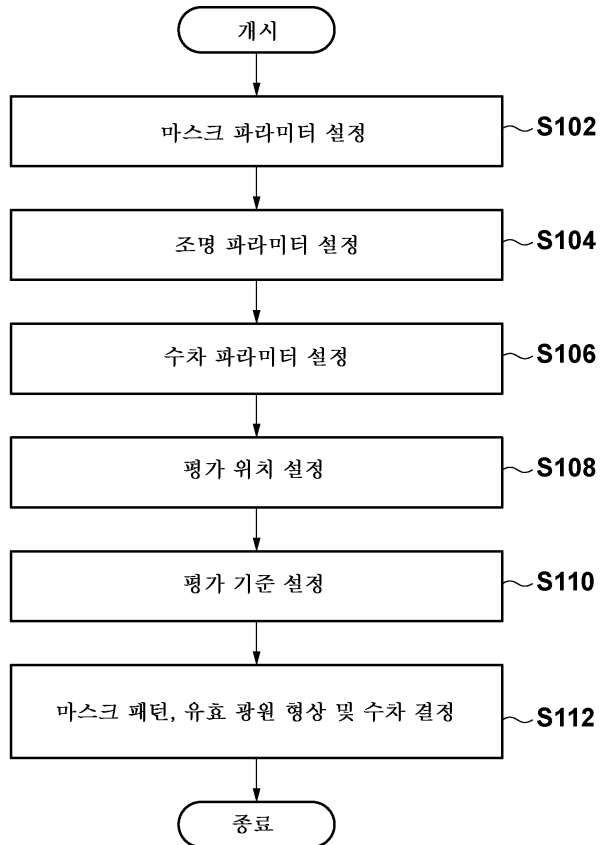 개시
마스크 파라미터 설정
S102
조명 파라미터 설정
S104
수차 파라미터 설정
S106
평가 위치 설정
S108
평가 기준 설정
S110
마스크 패턴, 유효 광원 형상 및 수차 결정
S112
종료